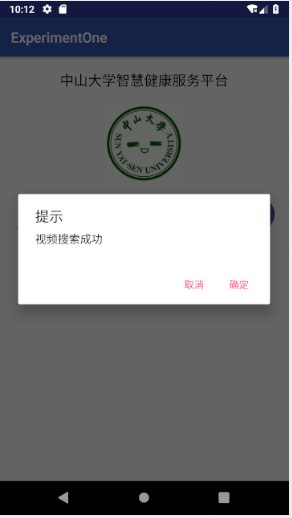 10:12
ExperimentOne
中山大学智慧健康服务平台
中山大学
SUN YAT-SEN UNIVERSITY
提示
视频搜索成功
取消 确定